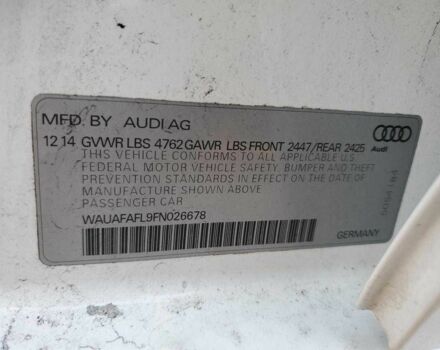 MFD. BY AUDI AG
Audi
12 14 GVWR LBS 4762 GAWR LBS FRONT 2447/REAR 2425
THIS VEHICLE CONFORMS TO ALL APPLICABLE U.S.
FEDERAL MOTOR VEHICLE SAFETY, BUMPER AND THEFT
PREVENTION STANDARDS IN EFFECT ON THE DATE OF
MANUFACTURE SHOWN ABOVE.
PASSENGER CAR
WAUAFAFL9FN026678
GERMANY